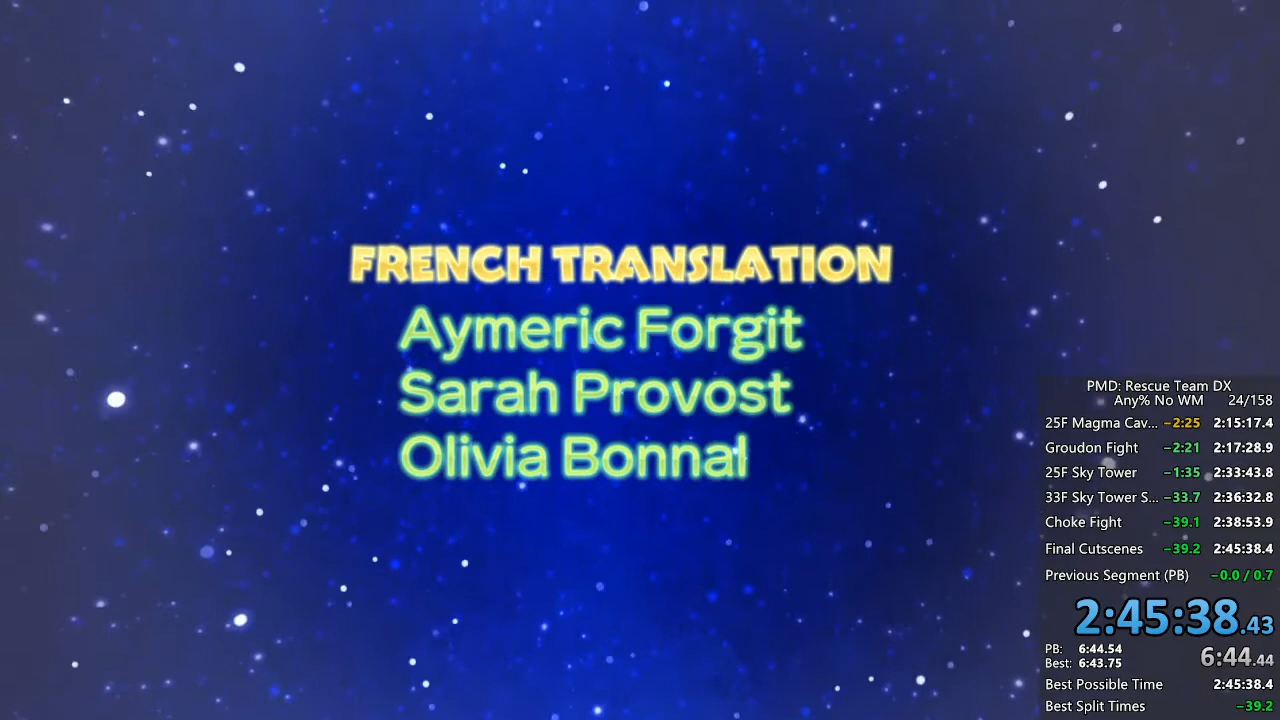 FRENCH TRANSLATION
Aymeric Forgit
Sarah Provost
Olivia Bonnal
PMD: Rescue Team DX
Any% No WM 24/158
25F Magma Cav... −2:25 2:15:17.4
Groudon Fight −2:21 2:17:28.9
25F Sky Tower −1:35 2:33:43.8
33F Sky Tower S... −33.7 2:36:32.8
Choke Fight −39.1 2:38:53.9
Final Cutscenes −39.2 2:45:38.4
Previous Segment (PB) −0.0 / 0.7
2:45:38.43
PB: 6:44.54
Best: 6:43.75
6:44.44
Best Possible Time 2:45:38.4
Best Split Times −39.2